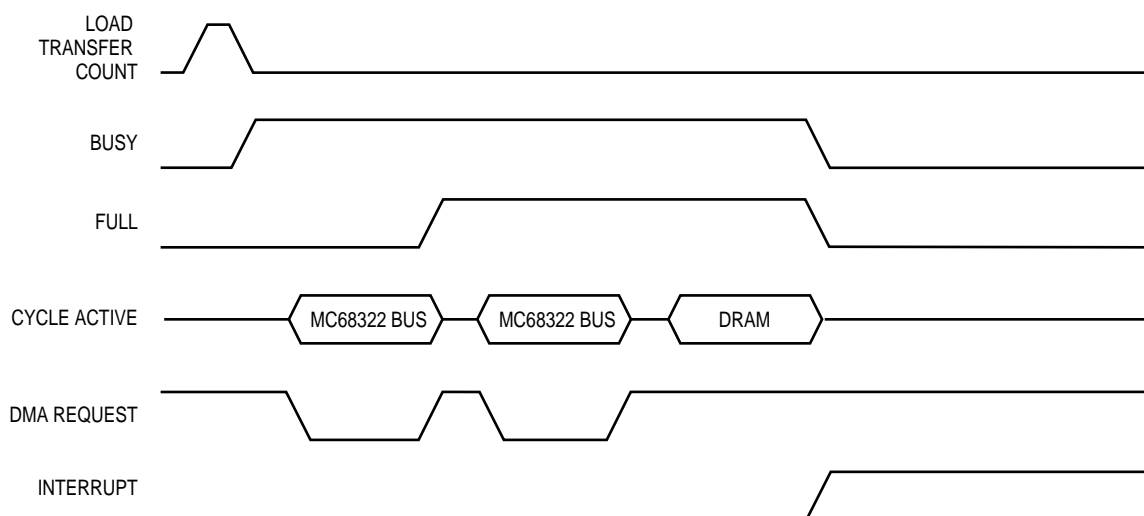 LOAD
TRANSFER
COUNT
BUSY
FULL
CYCLE ACTIVE
MC68322 BUS
MC68322 BUS
DRAM
DMA REQUEST
INTERRUPT